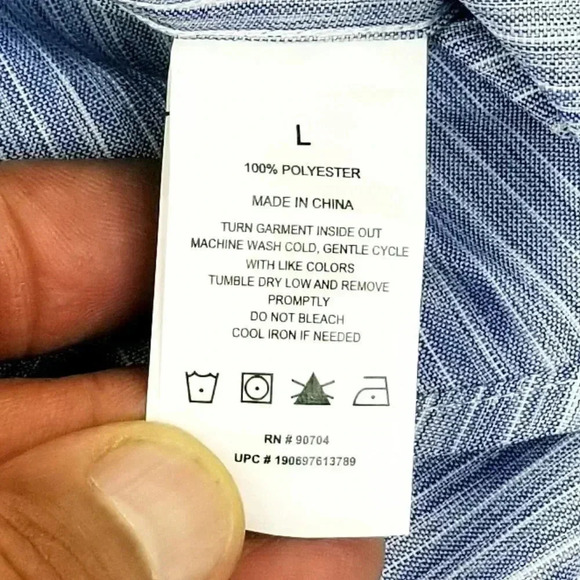 L
100% POLYESTER
MADE IN CHINA
TURN GARMENT INSIDE OUT
MACHINE WASH COLD, GENTLE CYCLE
WITH LIKE COLORS
TUMBLE DRY LOW AND REMOVE
PROMPTLY
DO NOT BLEACH
COOL IRON IF NEEDED
RN # 90704
UPC # 190697613789